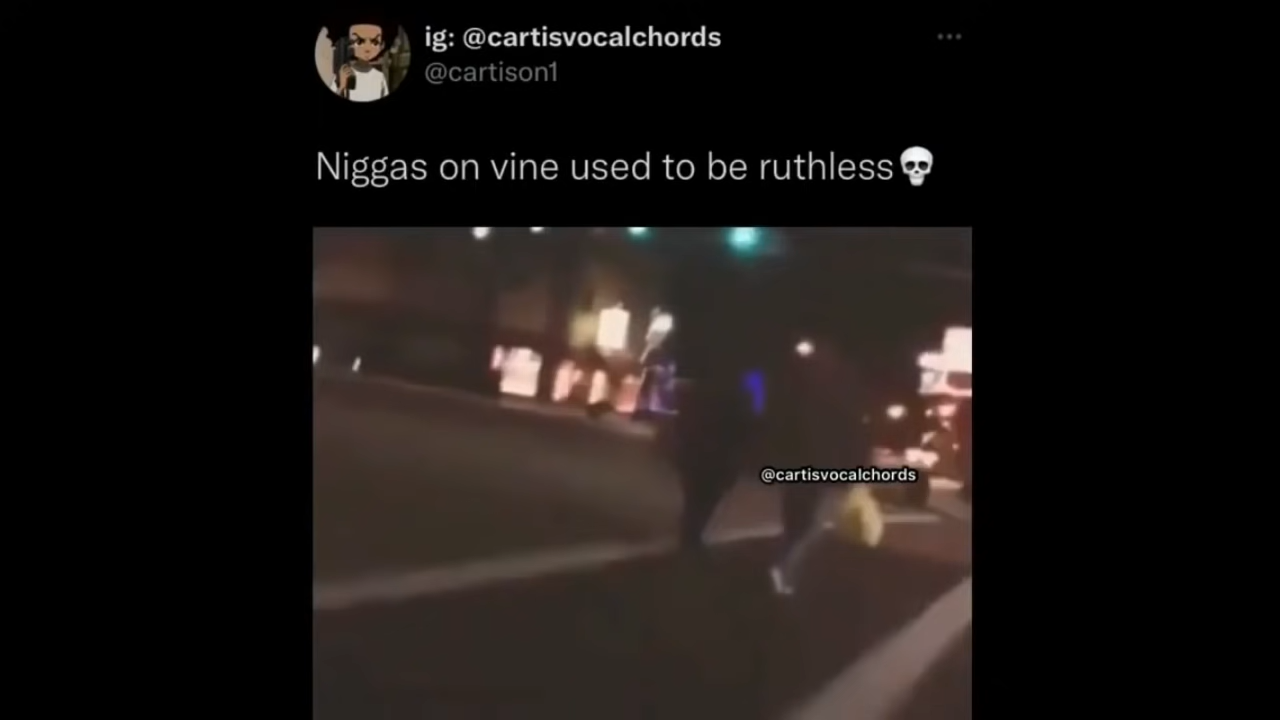 ig: @cartisvocalchords
@cartison1
Niggas on vine used to be ruthless💀
@cartisvocalchords